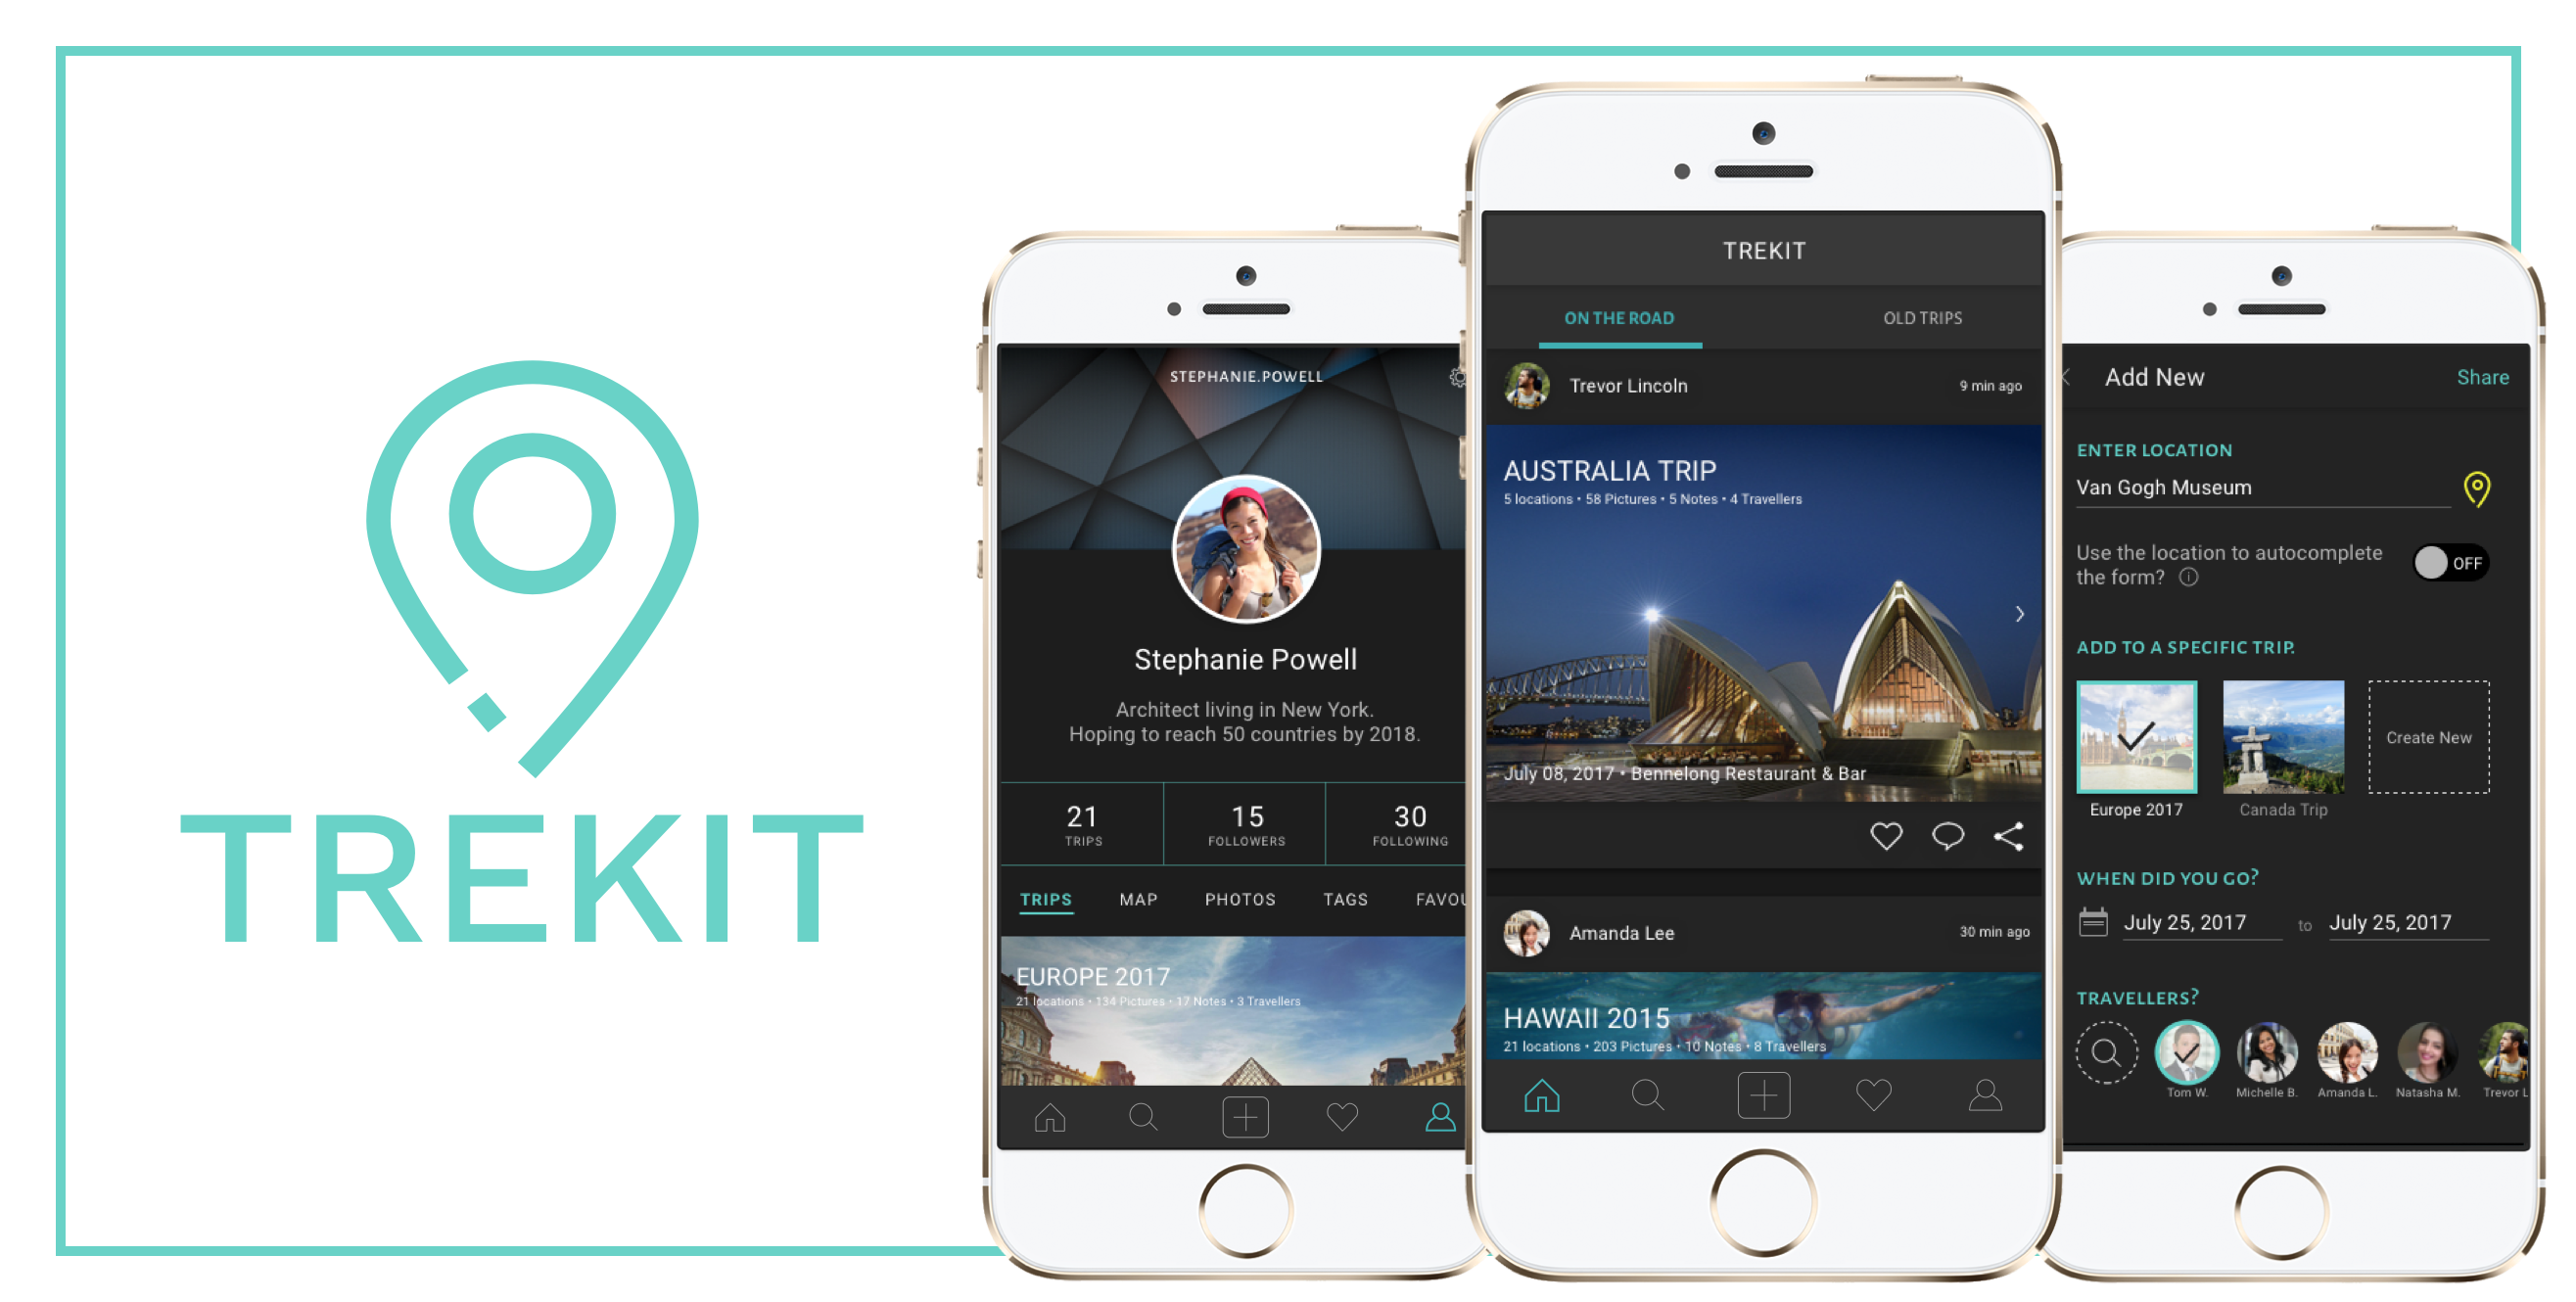 TREKIT
STEPHANIE.POWELL
Stephanie Powell
Architect living in New York.
Hoping to reach 50 countries by 2018.
21 15 30
TRIPS FOLLOWERS FOLLOWING
TRIPS MAP PHOTOS TAGS
EUROPE 2017
21 locations • 134 Pictures • 17 Notes • 3 Travellers
TREKIT
ON THE ROAD OLD TRIPS
Trevor Lincoln 9 min ago
AUSTRALIA TRIP
5 locations • 58 Pictures • 5 Notes • 4 Travellers
July 08, 2017 • Bennelong Restaurant & Bar
Amanda Lee 30 min ago
HAWAII 2015
21 locations • 203 Pictures • 10 Notes • 8 Travellers
Add New Share
ENTER LOCATION
Van Gogh Museum
Use the location to autocomplete
the form? OFF
ADD TO A SPECIFIC TRIP.
Create New
Europe 2017 Canada Trip
WHEN DID YOU GO?
July 25, 2017 to July 25, 2017
TRAVELLERS?
Tom W. Michelle B. Amanda L. Natasha M. Trevor L